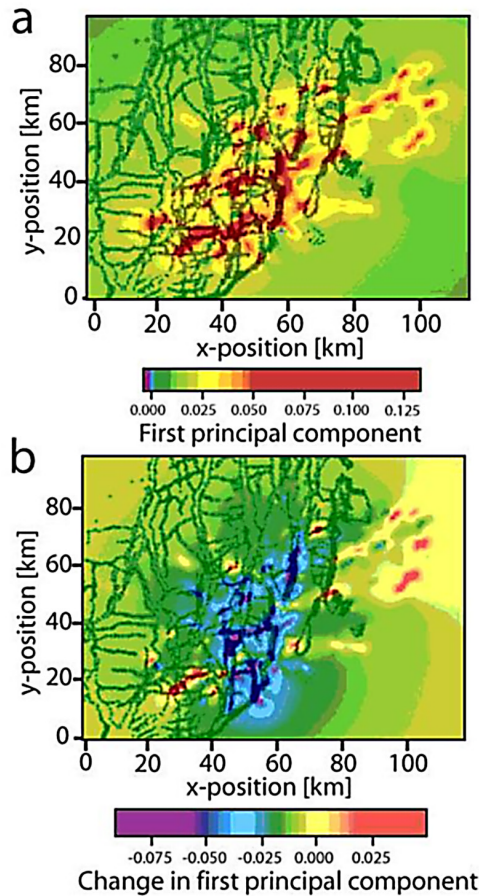 a
y-position [km]
80
60
40
20
0
0 20 40 60 80 100
x-position [km]
0.000 0.025 0.050 0.075 0.100 0.125
First principal component
b
y-position [km]
80
60
40
20
0
0 20 40 60 80 100
x-position [km]
-0.075 -0.050 -0.025 0.000 0.025
Change in first principal component